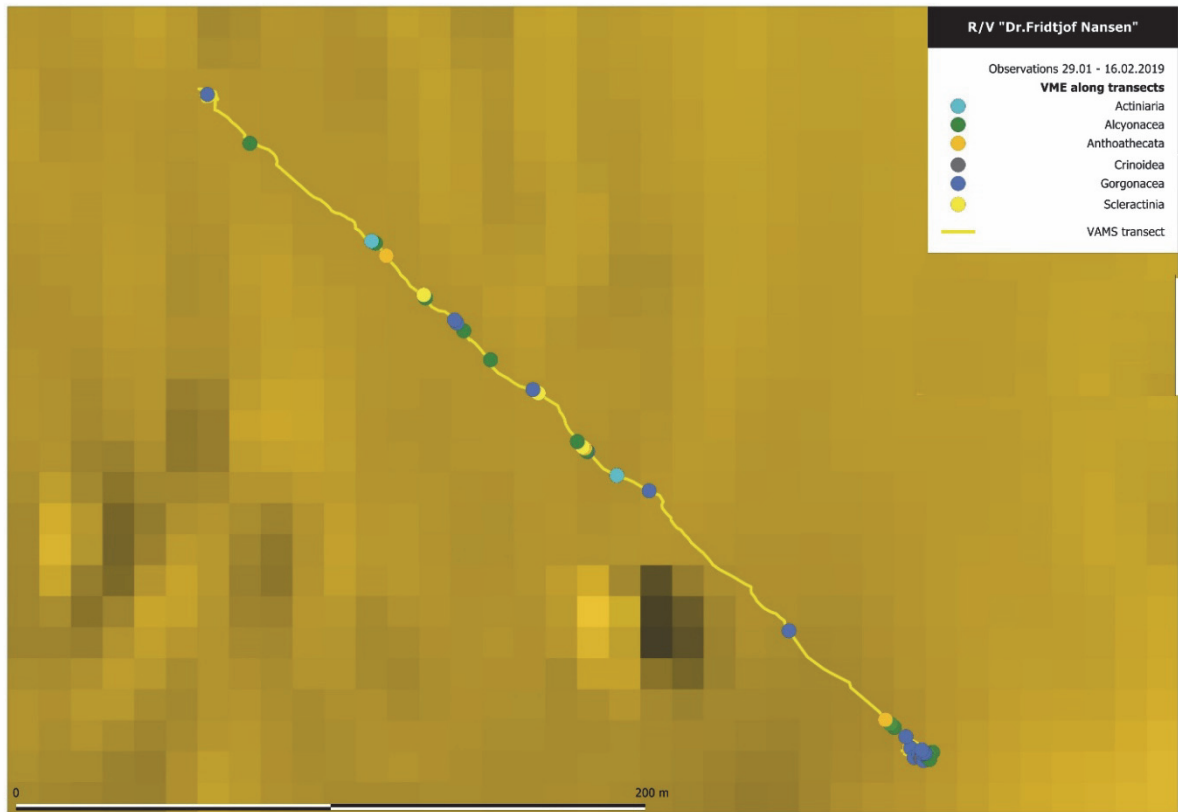 R/V "Dr.Fridtjof Nansen"
Observations 29.01 - 16.02.2019
VME along transects
Actiniaria
Alcyonacea
Anthoathecata
Crinoidea
Gorgonacea
Scleractinia
VAMS transect
0 200 m